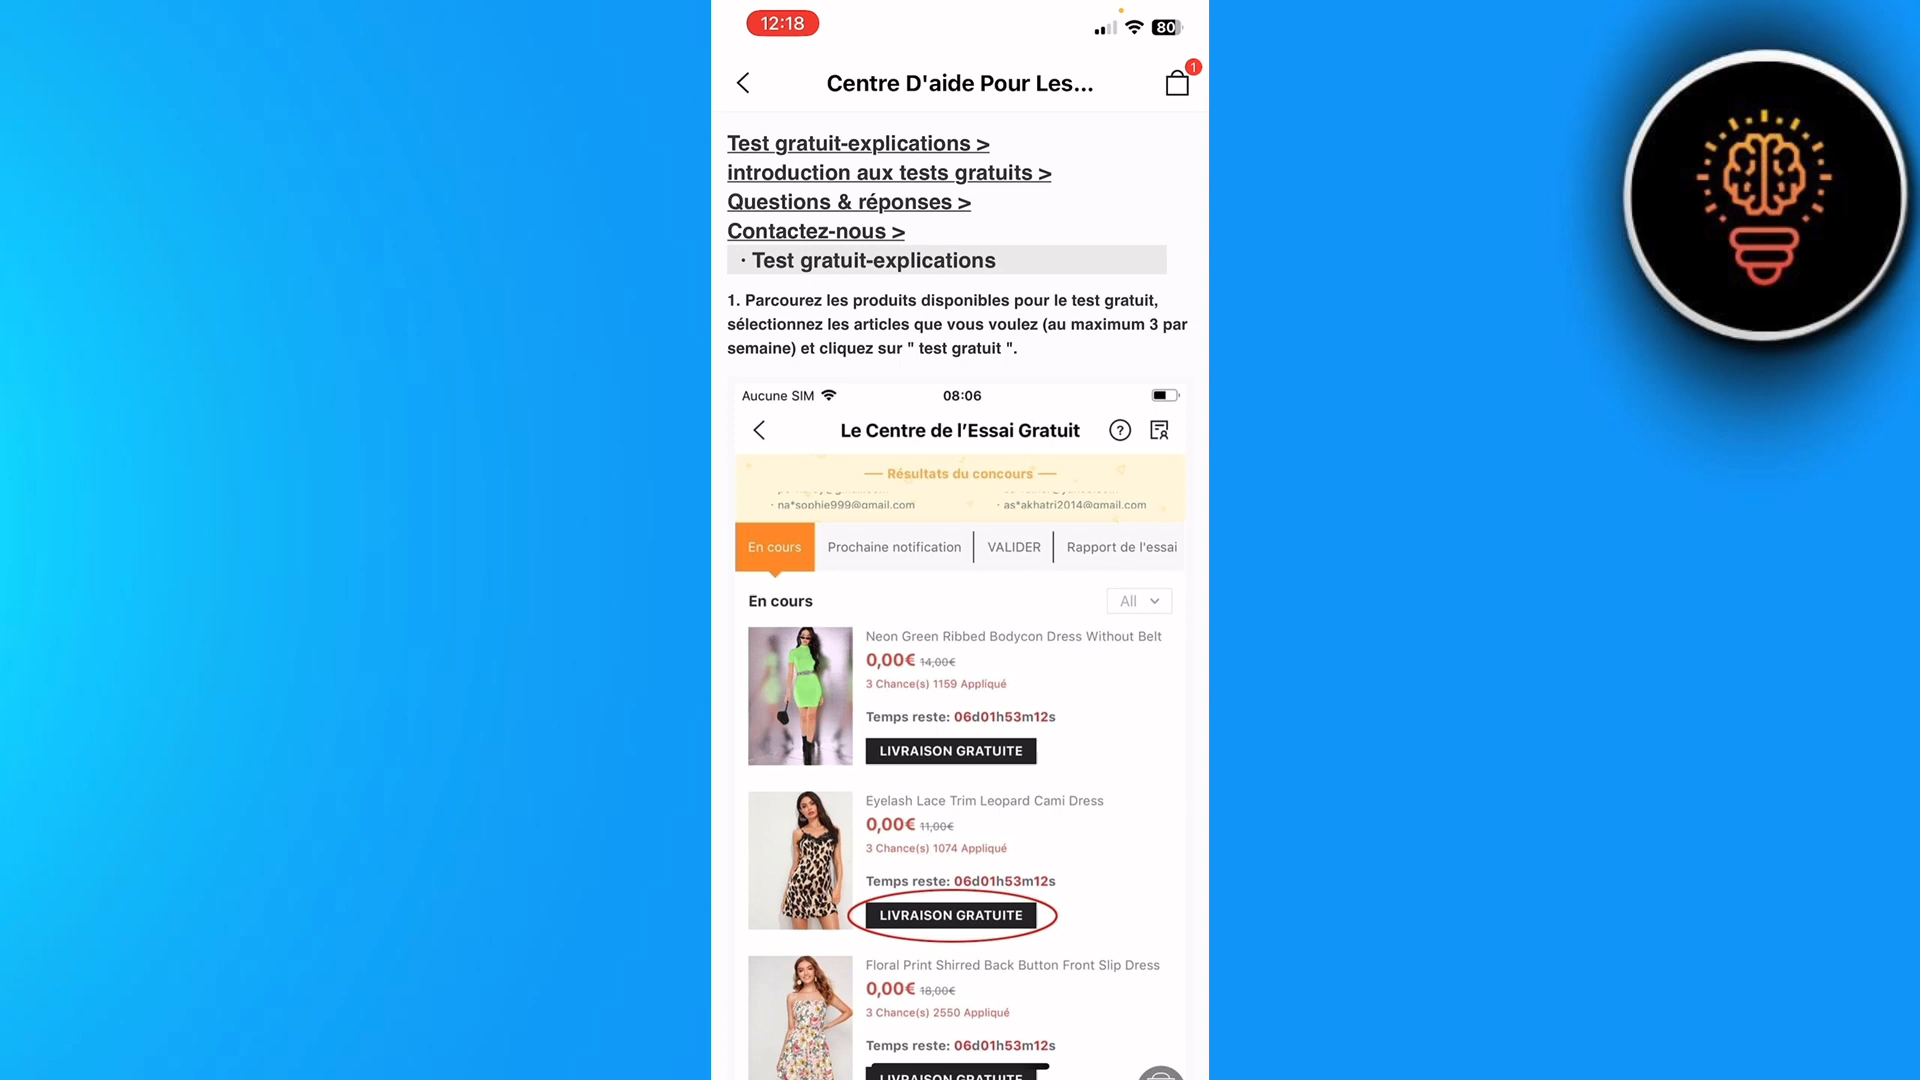 12:18
80
Centre D'aide Pour Les...
1
Test gratuit-explications >
introduction aux tests gratuits >
Questions & réponses >
Contactez-nous >
· Test gratuit-explications
1. Parcourez les produits disponibles pour le test gratuit,
sélectionnez les articles que vous voulez (au maximum 3 par
semaine) et cliquez sur " test gratuit ".
Aucune SIM
08:06
Le Centre de l'Essai Gratuit
?
— Résultats du concours —
· na*sophie999@gmail.com
· as*akhatri2014@gmail.com
En cours
Prochaine notification
VALIDER
Rapport de l'essai
En cours
All
Neon Green Ribbed Bodycon Dress Without Belt
0,00€ 14,00€
3 Chance(s) 1159 Appliqué
Temps reste: 06d01h53m12s
LIVRAISON GRATUITE
Eyelash Lace Trim Leopard Cami Dress
0,00€ 11,00€
3 Chance(s) 1074 Appliqué
Temps reste: 06d01h53m12s
LIVRAISON GRATUITE
Floral Print Shirred Back Button Front Slip Dress
0,00€ 18,00€
3 Chance(s) 2550 Appliqué
Temps reste: 06d01h53m12s
LIVRAISON GRATUITE